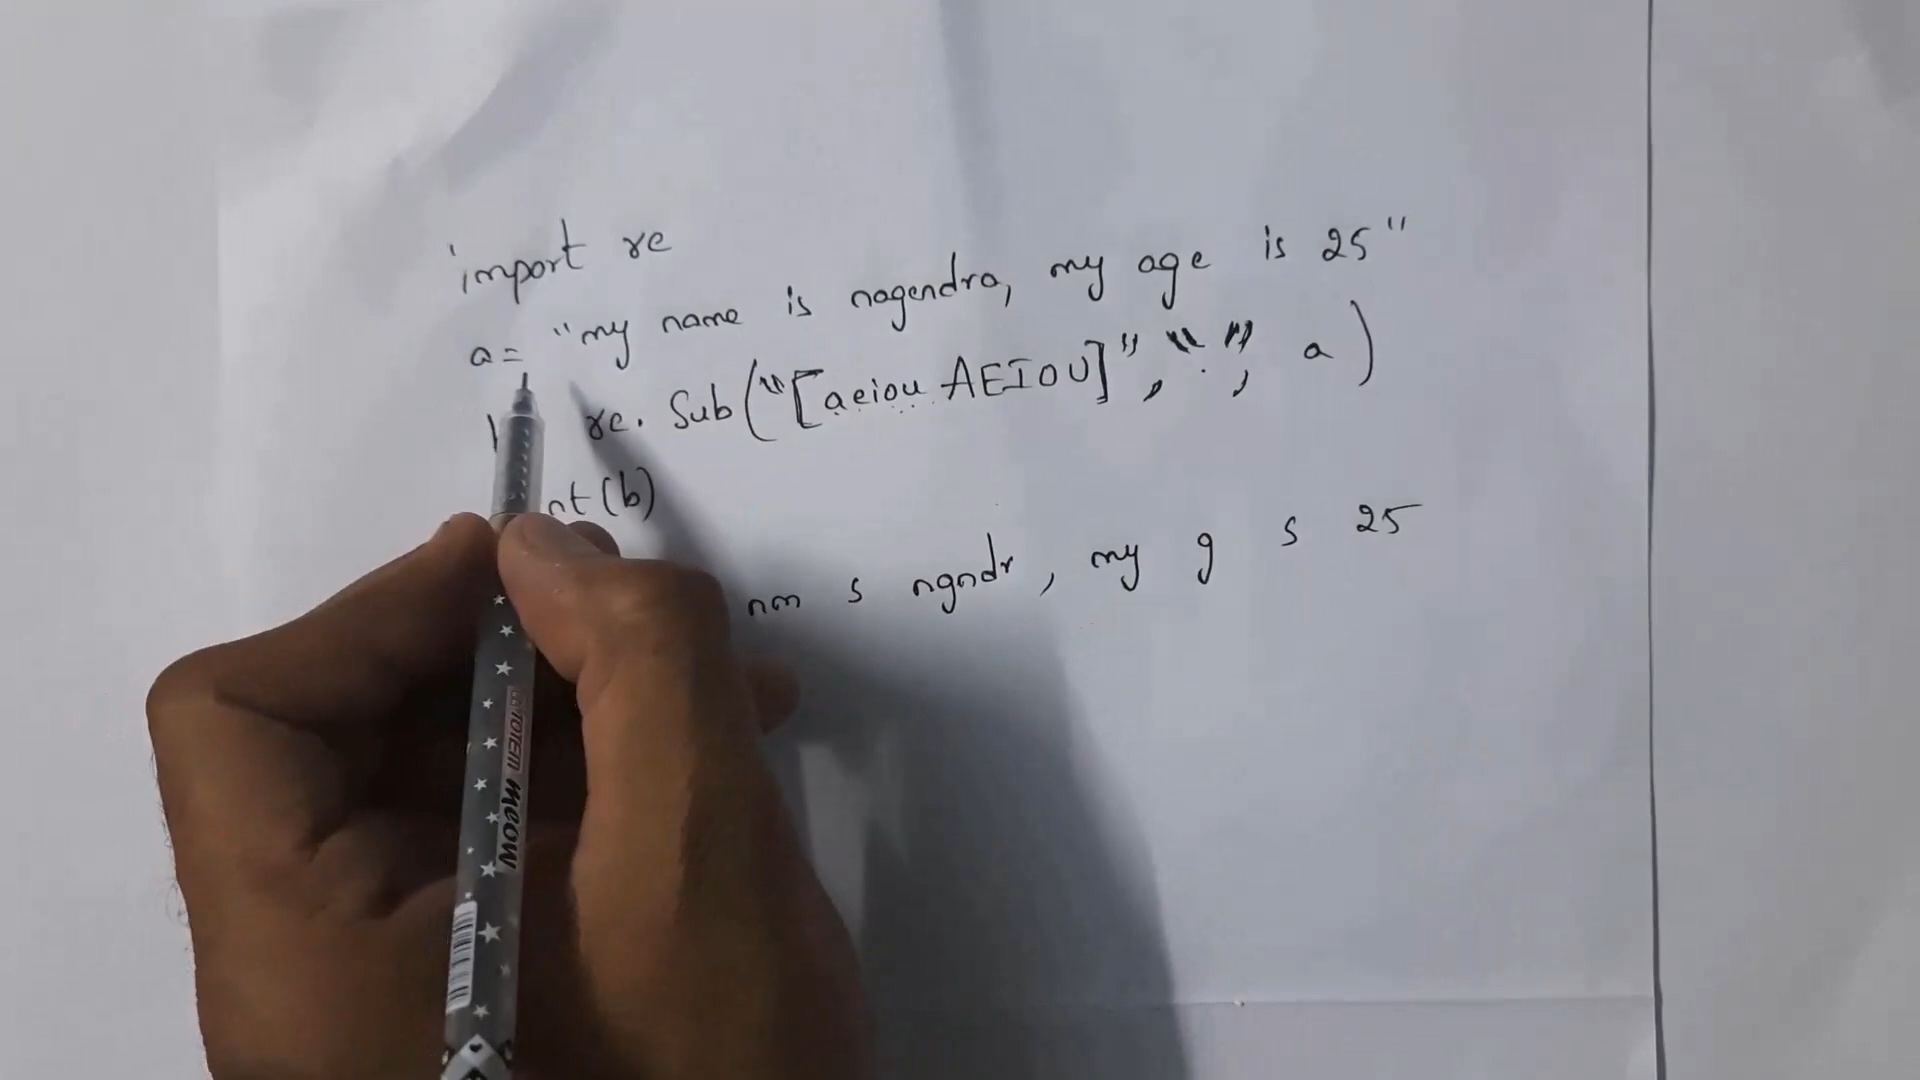 import re
a= "my name is nagendra, my age is 25"
re. Sub("[aeiou AEIOU]", "", a)
nt(b)
nm s ngndr, my g s 25
TOTEM meow